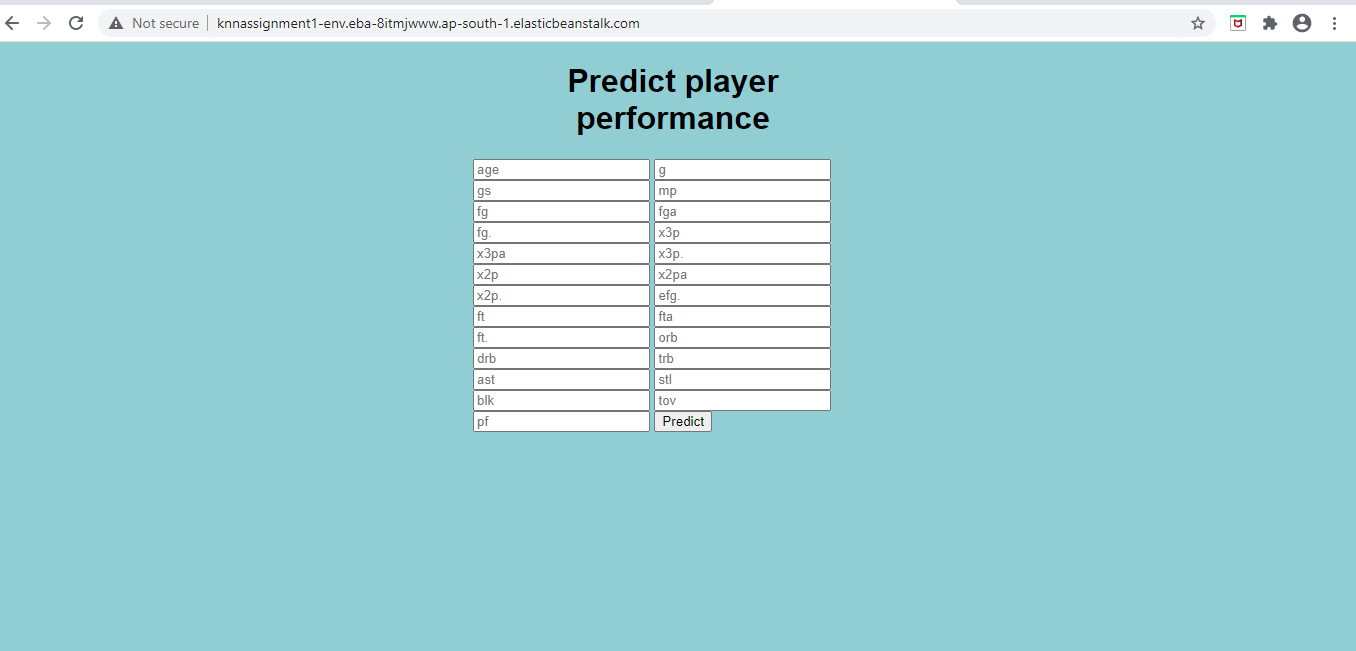 Not secure knnassignment1-env.eba-8itmjwww.ap-south-1.elasticbeanstalk.com
Predict player
performance
age g
gs mp
fg fga
fg. x3p
x3pa x3p.
x2p x2pa
x2p. efg.
ft fta
ft. orb
drb trb
ast stl
blk tov
pf Predict